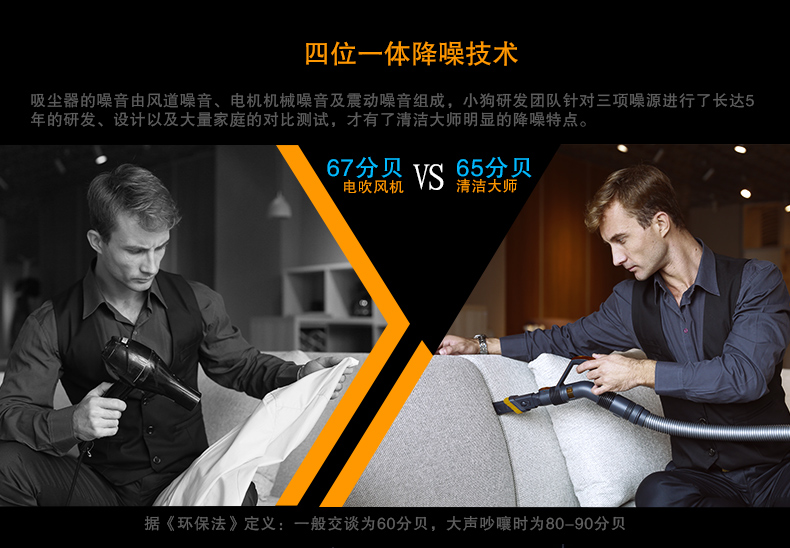 四位一体降噪技术
吸尘器的噪音由风道噪音、电机机械噪音及震动噪音组成，小狗研发团队针对三项噪源进行了长达5
年的研发、设计以及大量家庭的对比测试，才有了清洁大师明显的降噪特点。
67分贝 VS 65分贝
电吹风机 清洁大师
据《环保法》定义：一般交谈为60分贝，大声吵嚷时为80-90分贝